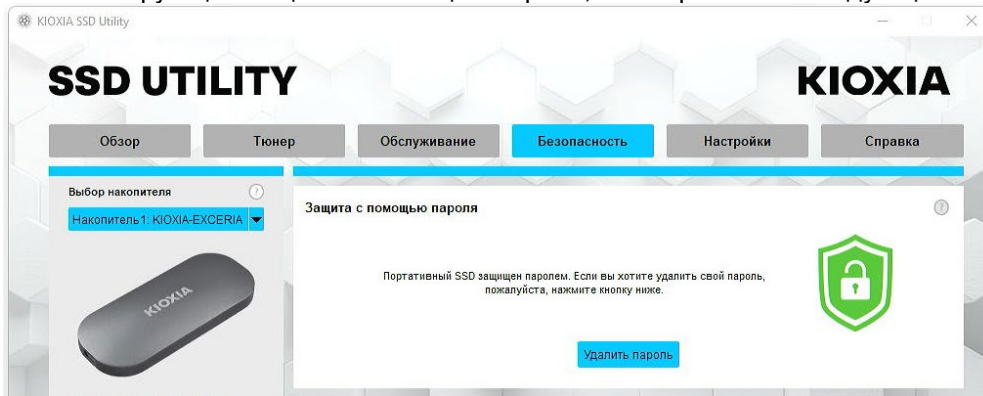 KIOXIA SSD Utility
SSD UTILITY
KIOXIA
Обзор
Тюнер
Обслуживание
Безопасность
Настройки
Справка
Выбор накопителя
?
Накопитель1: KIOXIA-EXCERIA
KIOXIA
Защита с помощью пароля
?
Портативный SSD защищен паролем. Если вы хотите удалить свой пароль,
пожалуйста, нажмите кнопку ниже.
Удалить пароль